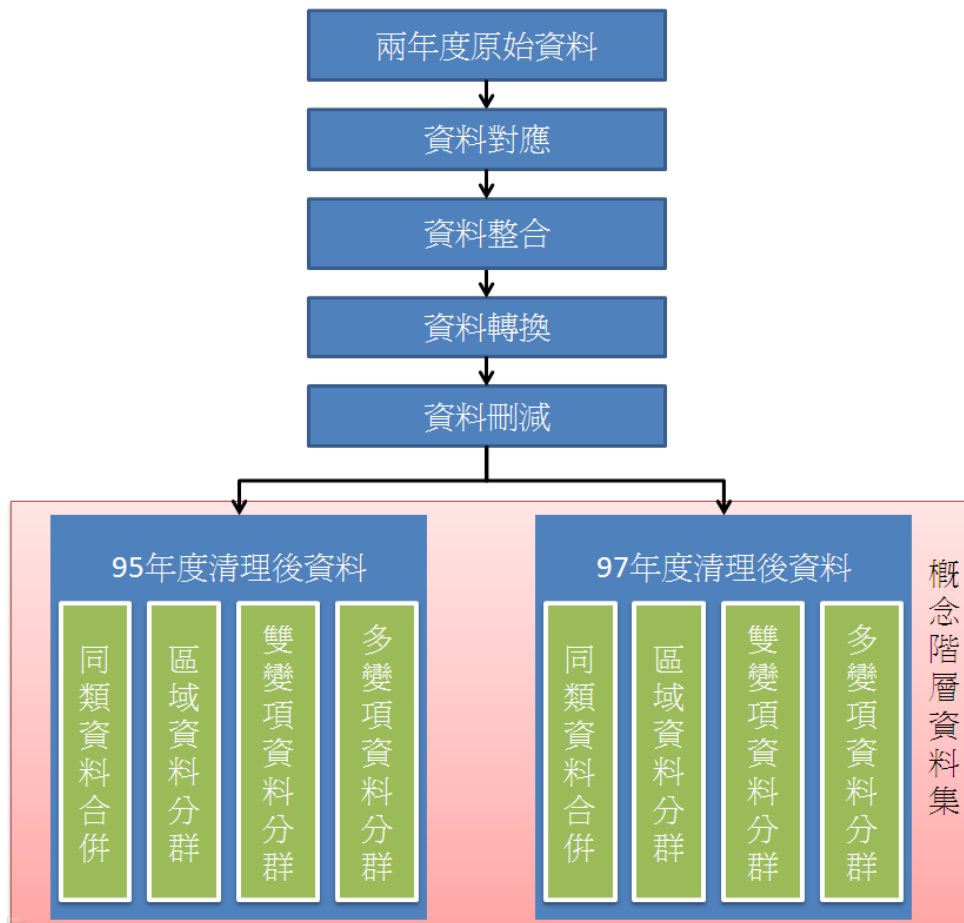 兩年度原始資料
資料對應
資料整合
資料轉換
資料刪減
95年度清理後資料
同類資料合併
區域資料分群
雙變項資料分群
多變項資料分群
97年度清理後資料
同類資料合併
區域資料分群
雙變項資料分群
多變項資料分群
概念階層資料集